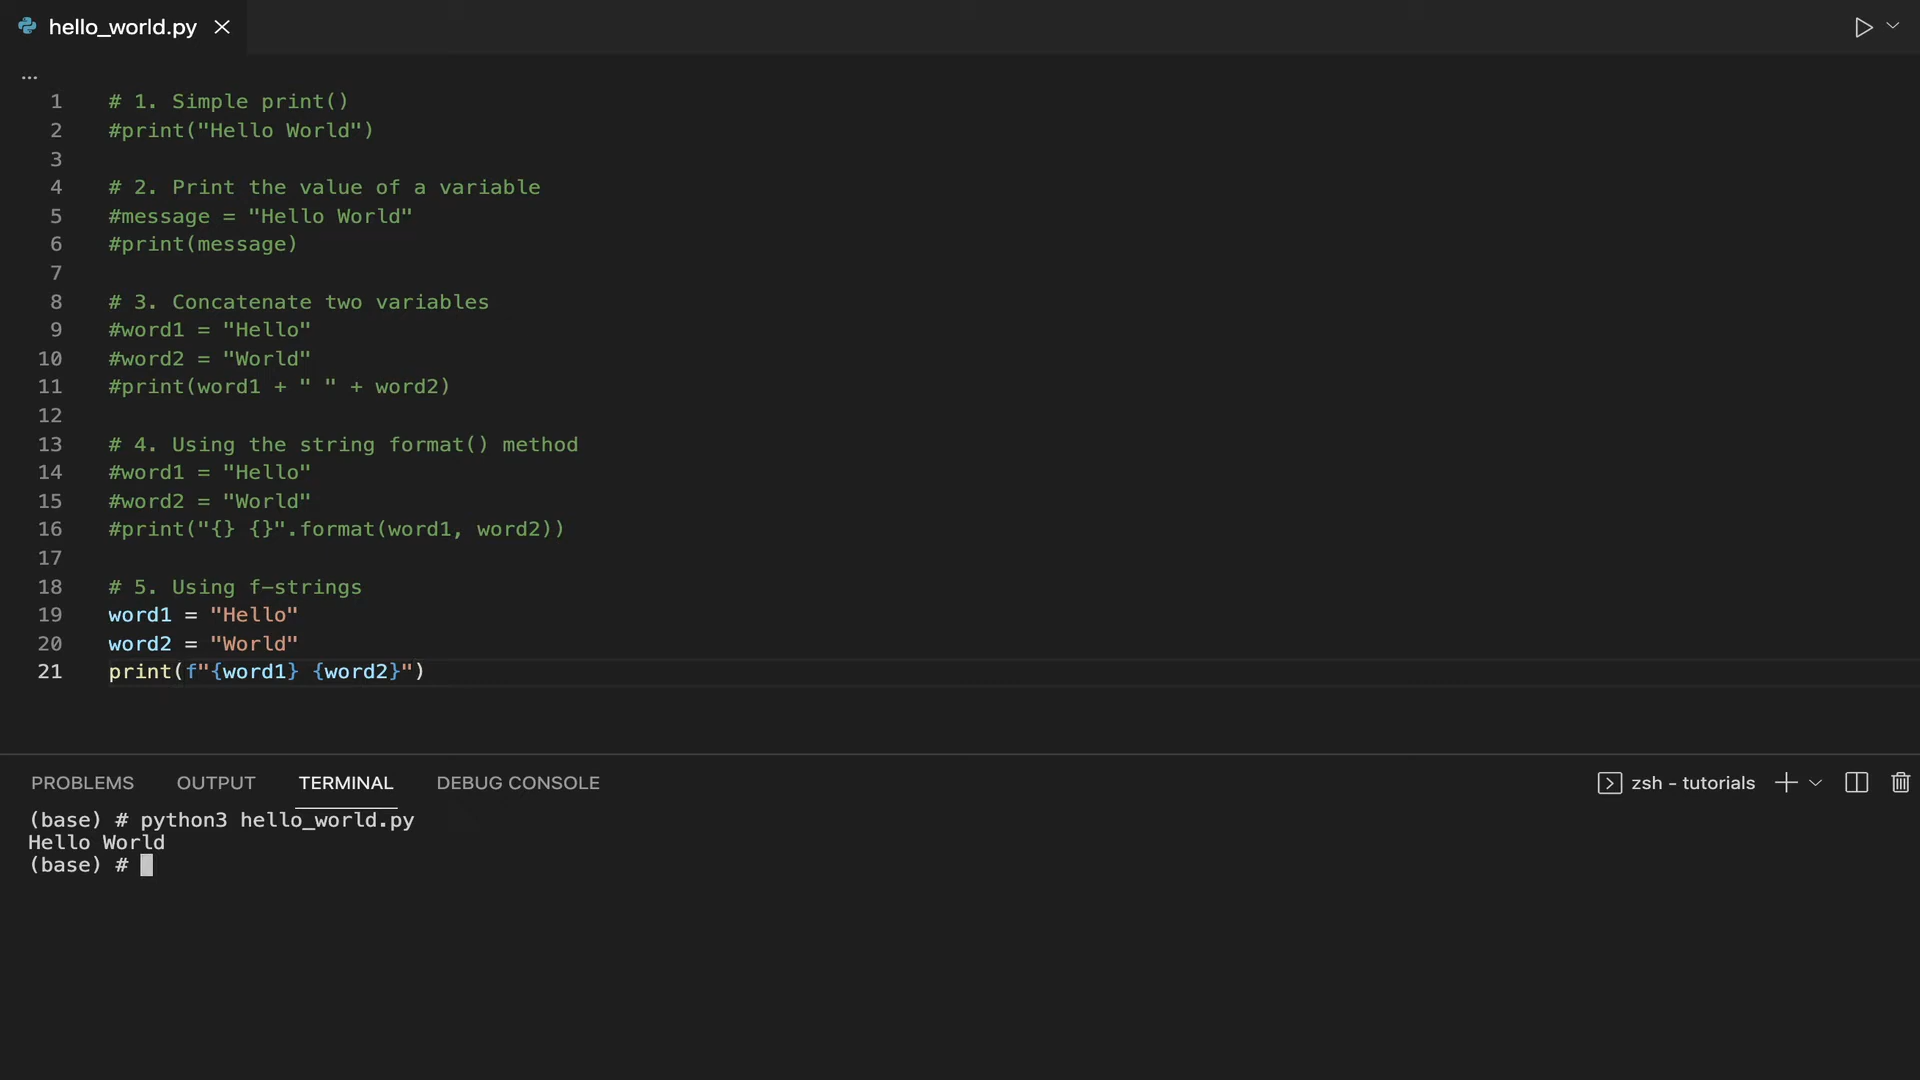 hello_world.py
...
1 # 1. Simple print()
2 #print("Hello World")
3
4 # 2. Print the value of a variable
5 #message = "Hello World"
6 #print(message)
7
8 # 3. Concatenate two variables
9 #word1 = "Hello"
10 #word2 = "World"
11 #print(word1 + " " + word2)
12
13 # 4. Using the string format() method
14 #word1 = "Hello"
15 #word2 = "World"
16 #print("{} {}".format(word1, word2))
17
18 # 5. Using f-strings
19 word1 = "Hello"
20 word2 = "World"
21 print(f"{word1} {word2}")
PROBLEMS OUTPUT TERMINAL DEBUG CONSOLE zsh - tutorials
(base) # python3 hello_world.py
Hello World
(base) #